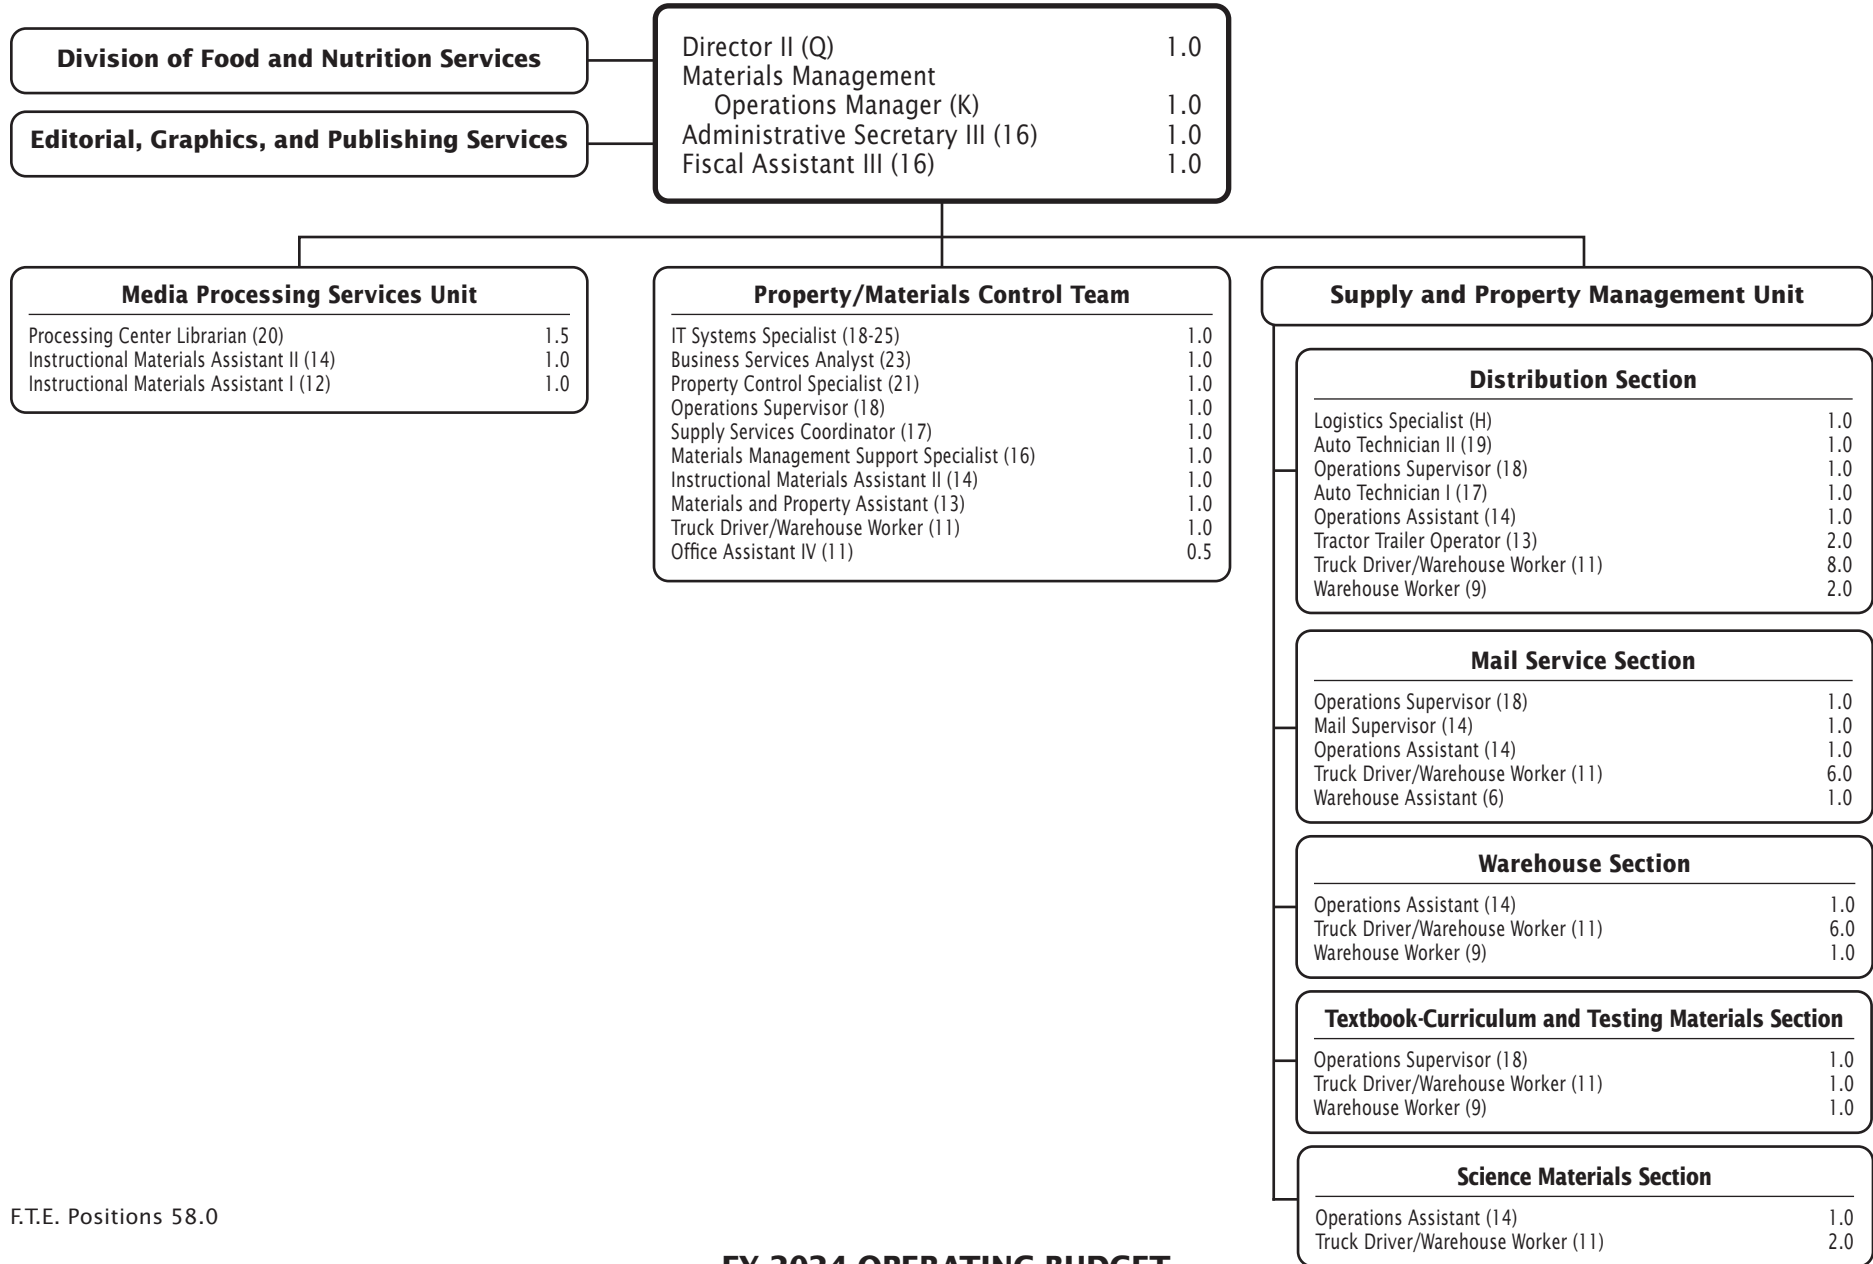 Division of Food and Nutrition Services
Editorial, Graphics, and Publishing Services
Director II (Q) 1.0
Materials Management
Operations Manager (K) 1.0
Administrative Secretary III (16) 1.0
Fiscal Assistant III (16) 1.0
Media Processing Services Unit
Processing Center Librarian (20) 1.5
Instructional Materials Assistant II (14) 1.0
Instructional Materials Assistant I (12) 1.0
Property/Materials Control Team
IT Systems Specialist (18-25) 1.0
Business Services Analyst (23) 1.0
Property Control Specialist (21) 1.0
Operations Supervisor (18) 1.0
Supply Services Coordinator (17) 1.0
Materials Management Support Specialist (16) 1.0
Instructional Materials Assistant II (14) 1.0
Materials and Property Assistant (13) 1.0
Truck Driver/Warehouse Worker (11) 1.0
Office Assistant IV (11) 0.5
Supply and Property Management Unit
Distribution Section
Logistics Specialist (H) 1.0
Auto Technician II (19) 1.0
Operations Supervisor (18) 1.0
Auto Technician I (17) 1.0
Operations Assistant (14) 1.0
Tractor Trailer Operator (13) 2.0
Truck Driver/Warehouse Worker (11) 8.0
Warehouse Worker (9) 2.0
Mail Service Section
Operations Supervisor (18) 1.0
Mail Supervisor (14) 1.0
Operations Assistant (14) 1.0
Truck Driver/Warehouse Worker (11) 6.0
Warehouse Assistant (6) 1.0
Warehouse Section
Operations Assistant (14) 1.0
Truck Driver/Warehouse Worker (11) 6.0
Warehouse Worker (9) 1.0
Textbook-Curriculum and Testing Materials Section
Operations Supervisor (18) 1.0
Truck Driver/Warehouse Worker (11) 1.0
Warehouse Worker (9) 1.0
Science Materials Section
Operations Assistant (14) 1.0
Truck Driver/Warehouse Worker (11) 2.0
F.T.E. Positions 58.0
FY 2024 OPERATING BUDGET